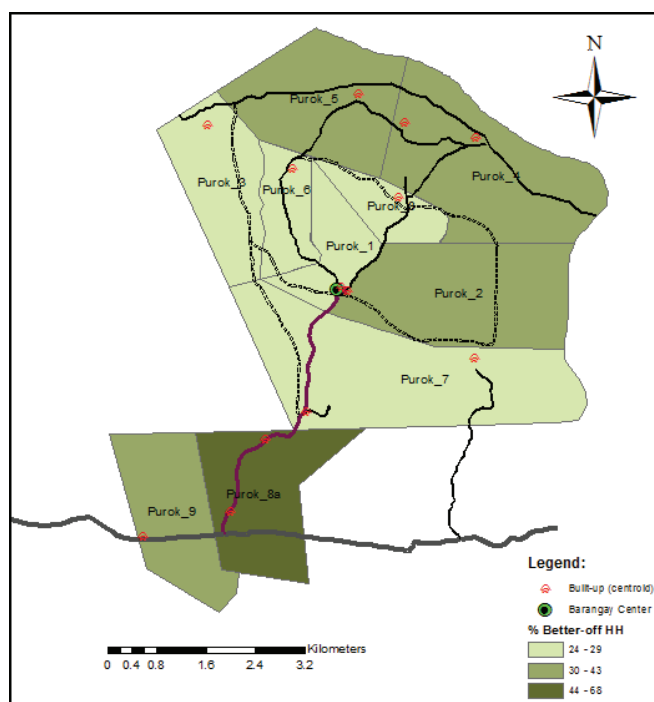 N
Purok_5
Purok_3
Purok_6
Purok_4
Purok_1
Purok_2
Purok_7
Purok_8a
Purok_9
Legend:
Built-up (centroid)
Barangay Center
% Better-off HH
24 - 29
30 - 43
44 - 68
Kilometers
0 0.4 0.8 1.6 2.4 3.2